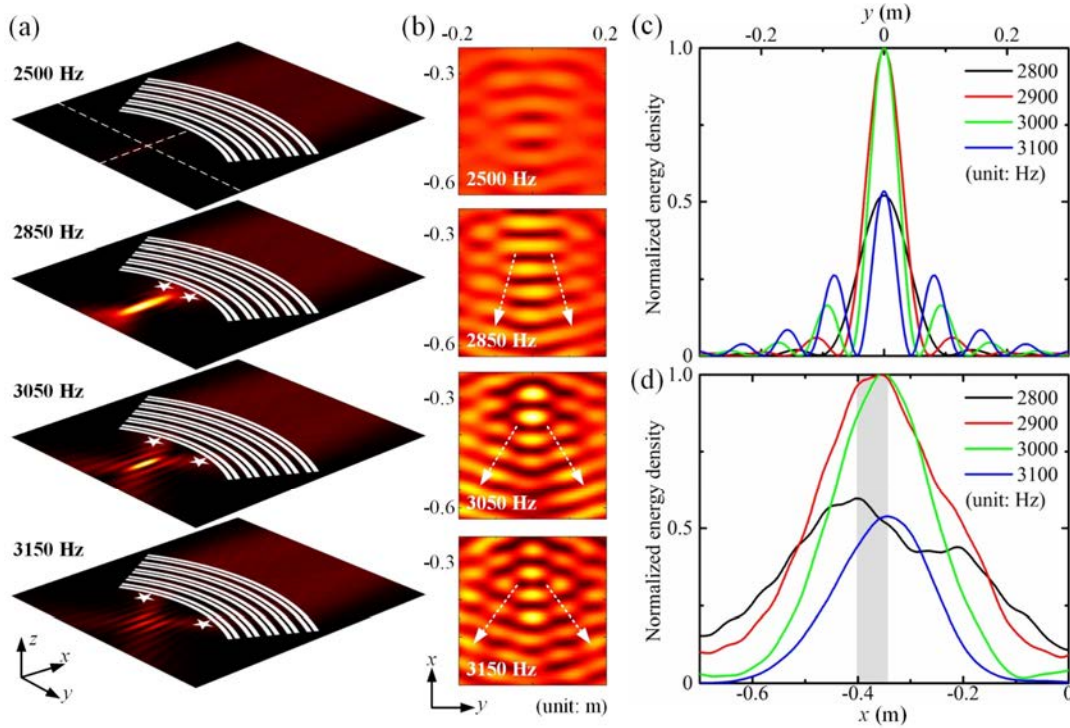 (a)
2500 Hz
2850 Hz
3050 Hz
3150 Hz
z
x
y
(b)
-0.2
0.2
-0.3
-0.6
2500 Hz
-0.3
-0.6
2850 Hz
-0.3
-0.6
3050 Hz
-0.3
3150 Hz
x
y
(unit: m)
(c)
y (m)
-0.2
0
0.2
1.0
0.5
0
Normalized energy density
2800
2900
3000
3100
(unit: Hz)
(d)
1.0
0.5
0
Normalized energy density
2800
2900
3000
3100
(unit: Hz)
-0.6
-0.4
-0.2
0
x (m)